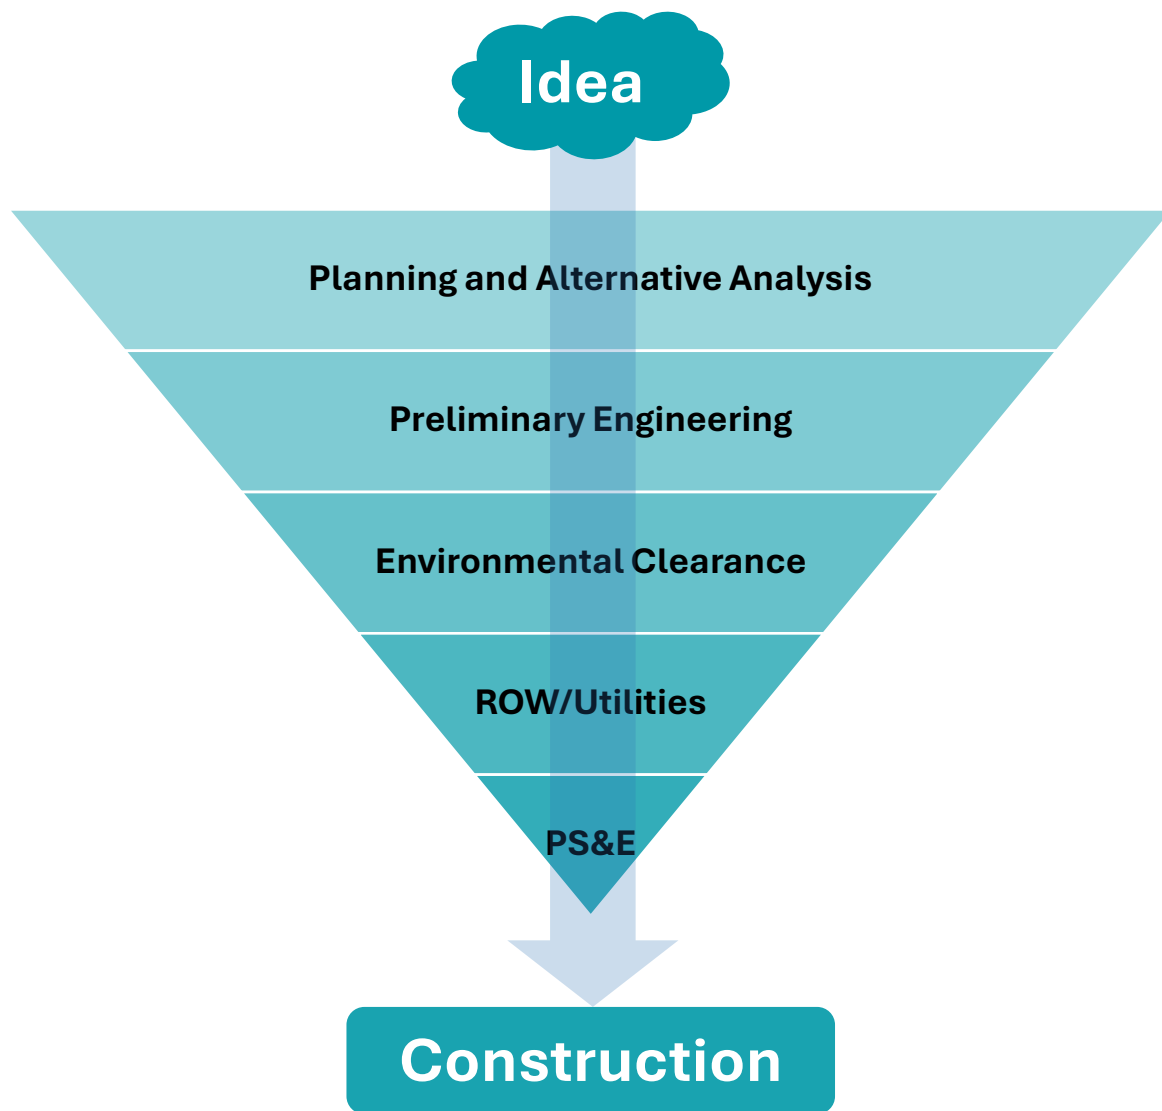 Idea
Planning and Alternative Analysis
Preliminary Engineering
Environmental Clearance
ROW/Utilities
PS&E
Construction